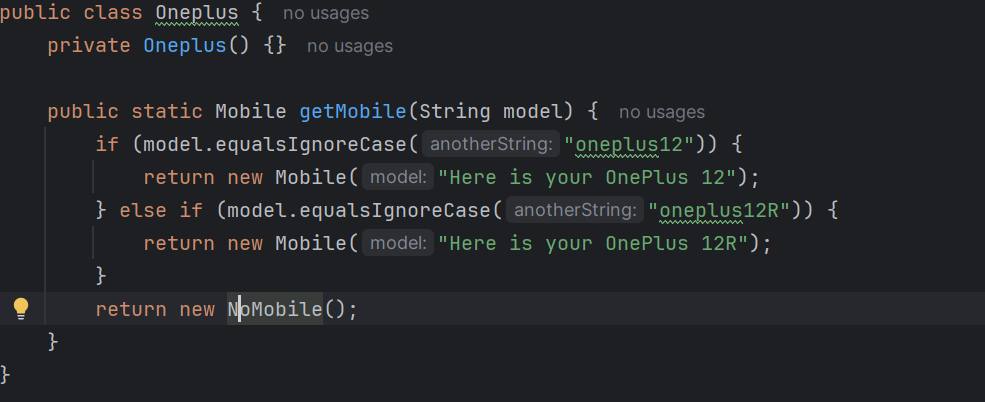 public class Oneplus {  no usages
    private Oneplus() {}  no usages

    public static Mobile getMobile(String model) {  no usages
        if (model.equalsIgnoreCase( anotherString: "oneplus12")) {
            return new Mobile( model: "Here is your OnePlus 12");
        } else if (model.equalsIgnoreCase( anotherString: "oneplus12R")) {
            return new Mobile( model: "Here is your OnePlus 12R");
        }
        return new NoMobile();
    }
}